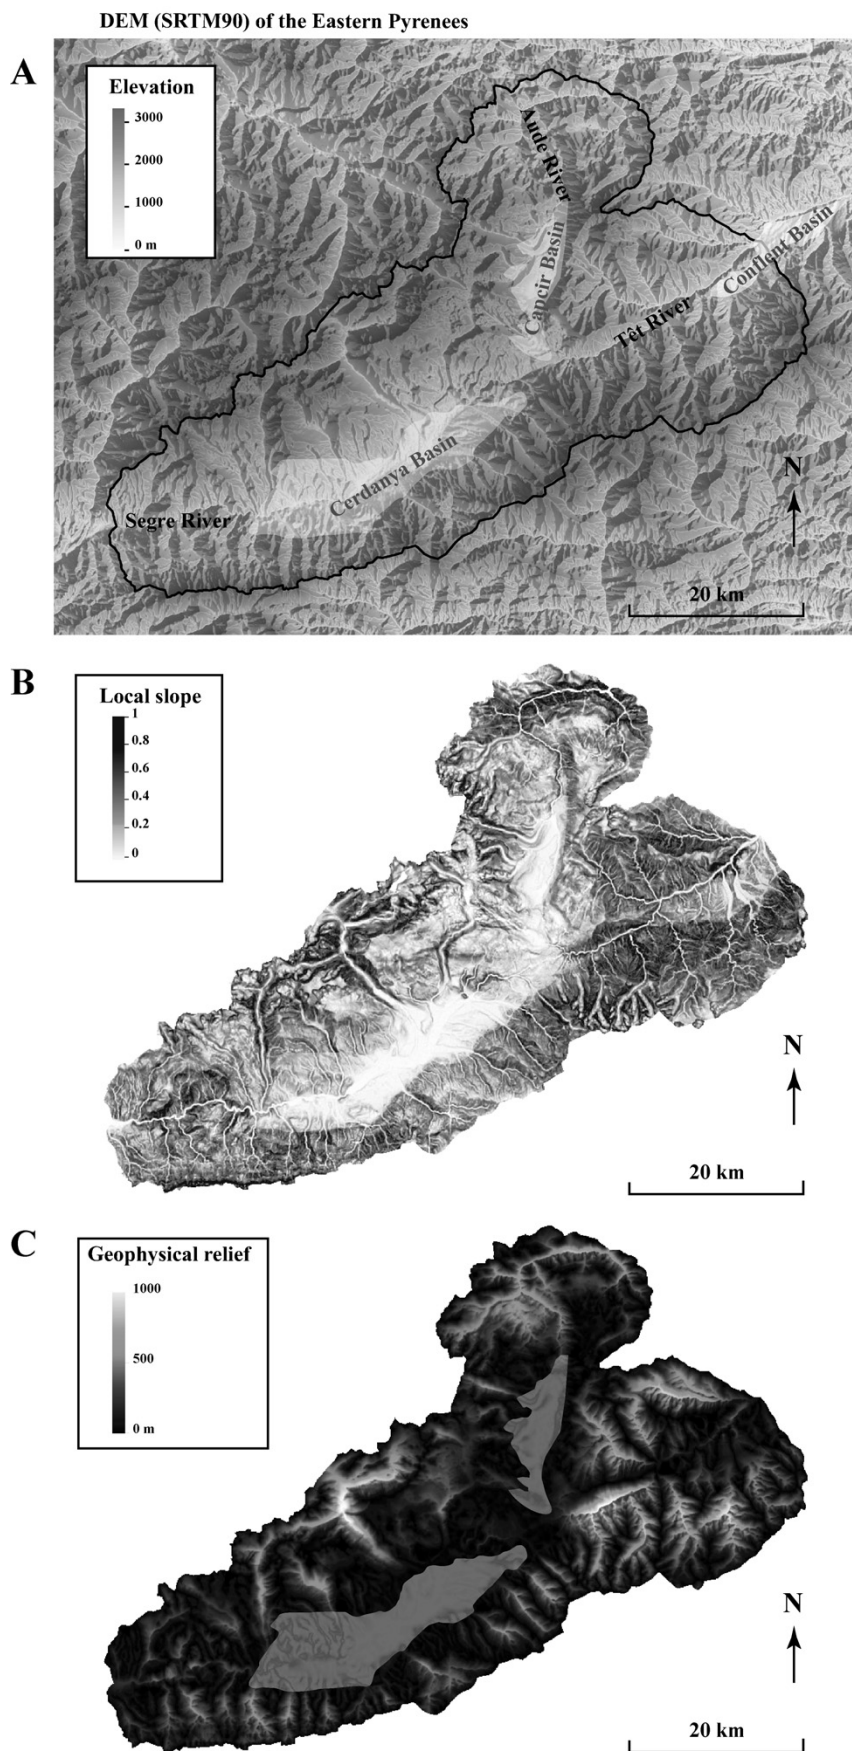 DEM (SRTM90) of the Eastern Pyrenees
A
Elevation
3000
2000
1000
0 m
Aude River
Capcir Basin
Conflent Basin
Têt River
Cerdanya Basin
Segre River
N
20 km
B
Local slope
1
0.8
0.6
0.4
0.2
0
N
20 km
C
Geophysical relief
1000
500
0 m
N
20 km